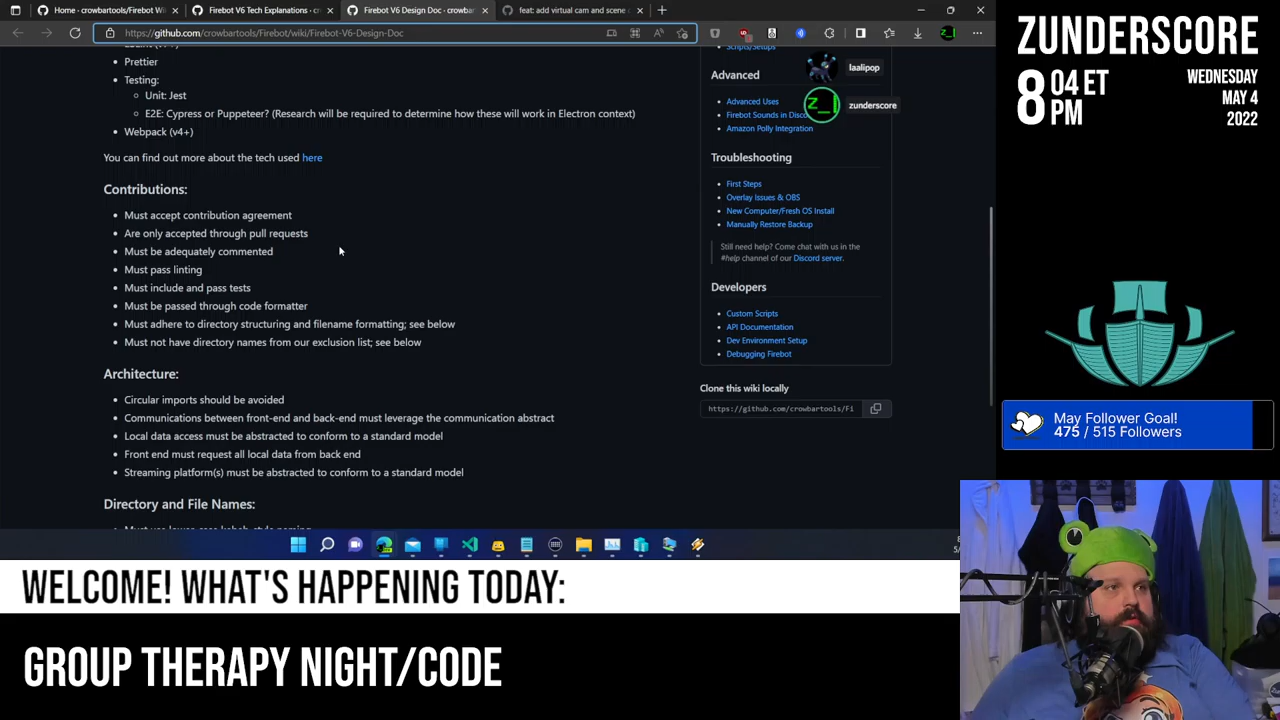 Home · crowbartools/Firebot Wi
Firebot V6 Tech Explanations · cr
Firebot V6 Design Doc · crowbar
feat: add virtual cam and scene c
https://github.com/crowbartools/Firebot/wiki/Firebot-V6-Design-Doc
Prettier
Testing:
Unit: Jest
E2E: Cypress or Puppeteer? (Research will be required to determine how these will work in Electron context)
Webpack (v4+)
You can find out more about the tech used here
Contributions:
Must accept contribution agreement
Are only accepted through pull requests
Must be adequately commented
Must pass linting
Must include and pass tests
Must be passed through code formatter
Must adhere to directory structuring and filename formatting; see below
Must not have directory names from our exclusion list; see below
Architecture:
Circular imports should be avoided
Communications between front-end and back-end must leverage the communication abstract
Local data access must be abstracted to conform to a standard model
Front end must request all local data from back end
Streaming platform(s) must be abstracted to conform to a standard model
Directory and File Names:
Scripts/Setups
Advanced
Advanced Uses
Firebot Sounds in Disco
Amazon Polly Integration
Troubleshooting
First Steps
Overlay Issues & OBS
New Computer/Fresh OS Install
Manually Restore Backup
Still need help? Come chat with us in the
#help channel of our Discord server.
Developers
Custom Scripts
API Documentation
Dev Environment Setup
Debugging Firebot
Clone this wiki locally
https://github.com/crowbartools/Fi
laalipop
z_|
zunderscore
ZUNDERSCORE
8 04 ET
PM
WEDNESDAY
MAY 4
2022
May Follower Goal!
475 / 515 Followers
WELCOME! WHAT'S HAPPENING TODAY:
GROUP THERAPY NIGHT/CODE